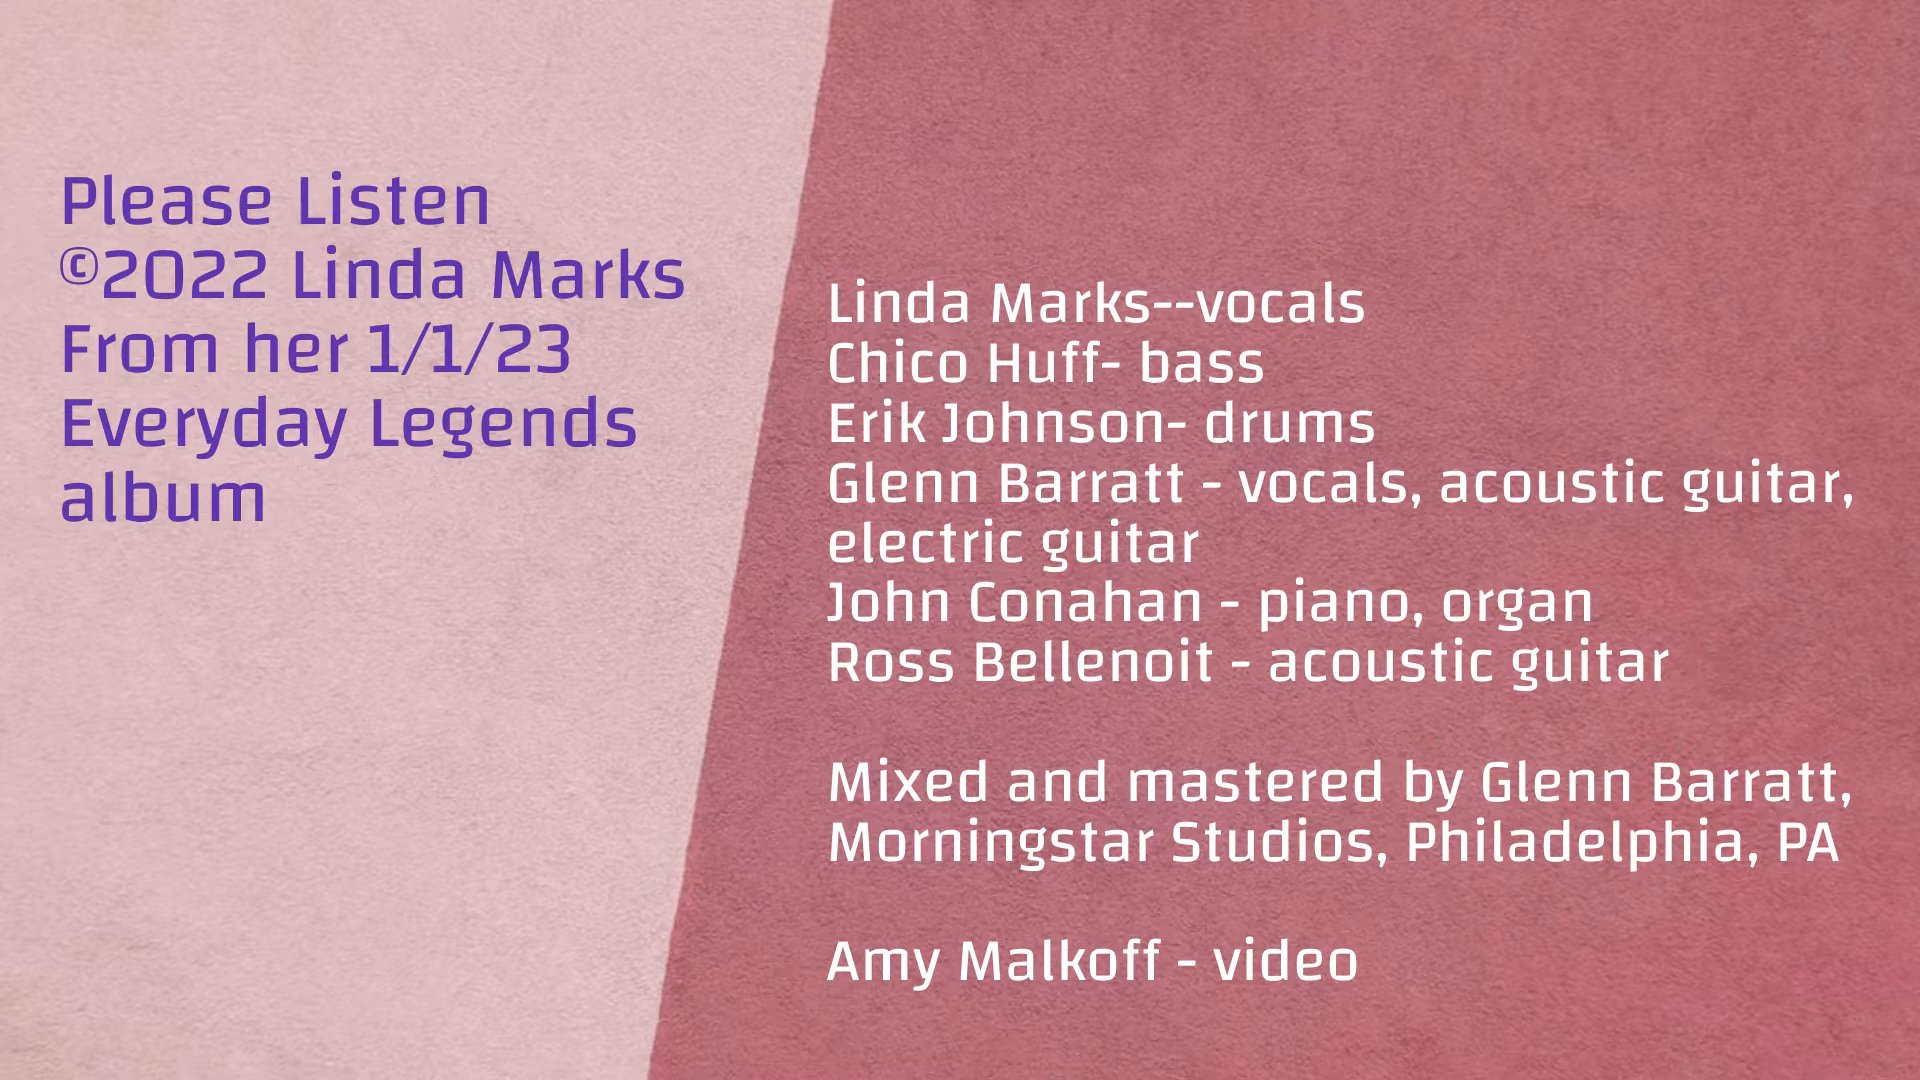 Please Listen
©2022 Linda Marks
From her 1/1/23
Everyday Legends
album
Linda Marks--vocals
Chico Huff- bass
Erik Johnson- drums
Glenn Barratt - vocals, acoustic guitar,
electric guitar
John Conahan - piano, organ
Ross Bellenoit - acoustic guitar
Mixed and mastered by Glenn Barratt,
Morningstar Studios, Philadelphia, PA
Amy Malkoff - video